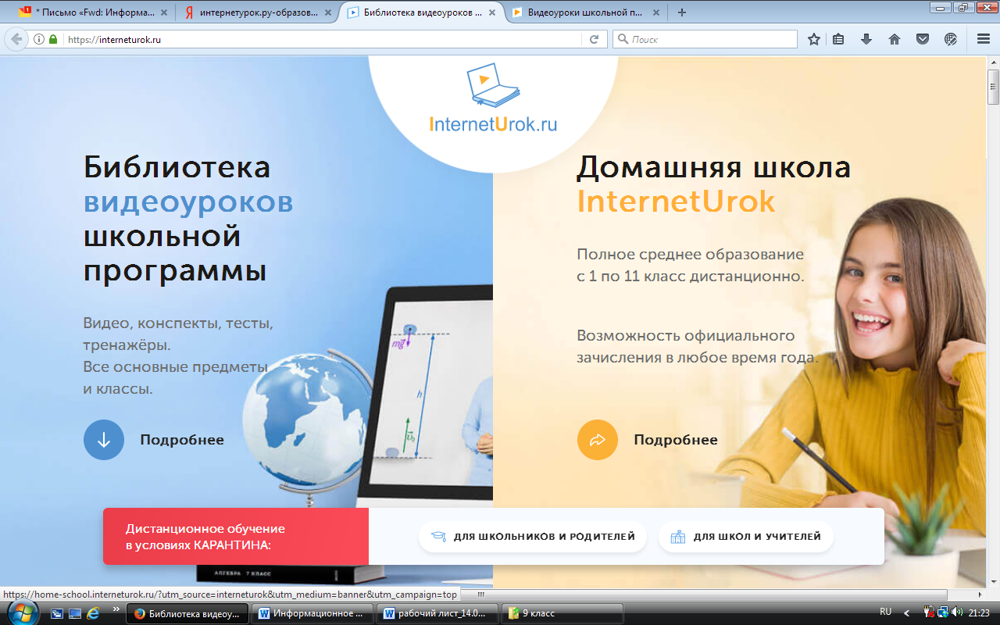 * Письмо «Fwd: Информа...
интернетурок.ру-образов...
Библиотека видеоуроков ...
Видеоуроки школьной п...
https://interneturok.ru
Поиск
InternetUrok.ru
Библиотека
видеоуроков
школьной
программы
Видео, конспекты, тесты,
тренажёры.
Все основные предметы
и классы.
Подробнее
mg
h
Домашняя школа
InternetUrok
Полное среднее образование
с 1 по 11 класс дистанционно.
Возможность официального
зачисления в любое время года.
Подробнее
Дистанционное обучение
в условиях КАРАНТИНА:
ДЛЯ ШКОЛЬНИКОВ И РОДИТЕЛЕЙ
ДЛЯ ШКОЛ И УЧИТЕЛЕЙ
АЛГЕБРА 7 КЛАСС
https://home-school.interneturok.ru/?utm_source=interneturok&utm_medium=banner&utm_campaign=top
Библиотека видеоу...
Информационное ...
рабочий лист_14.0...
9 класс
RU
21:23